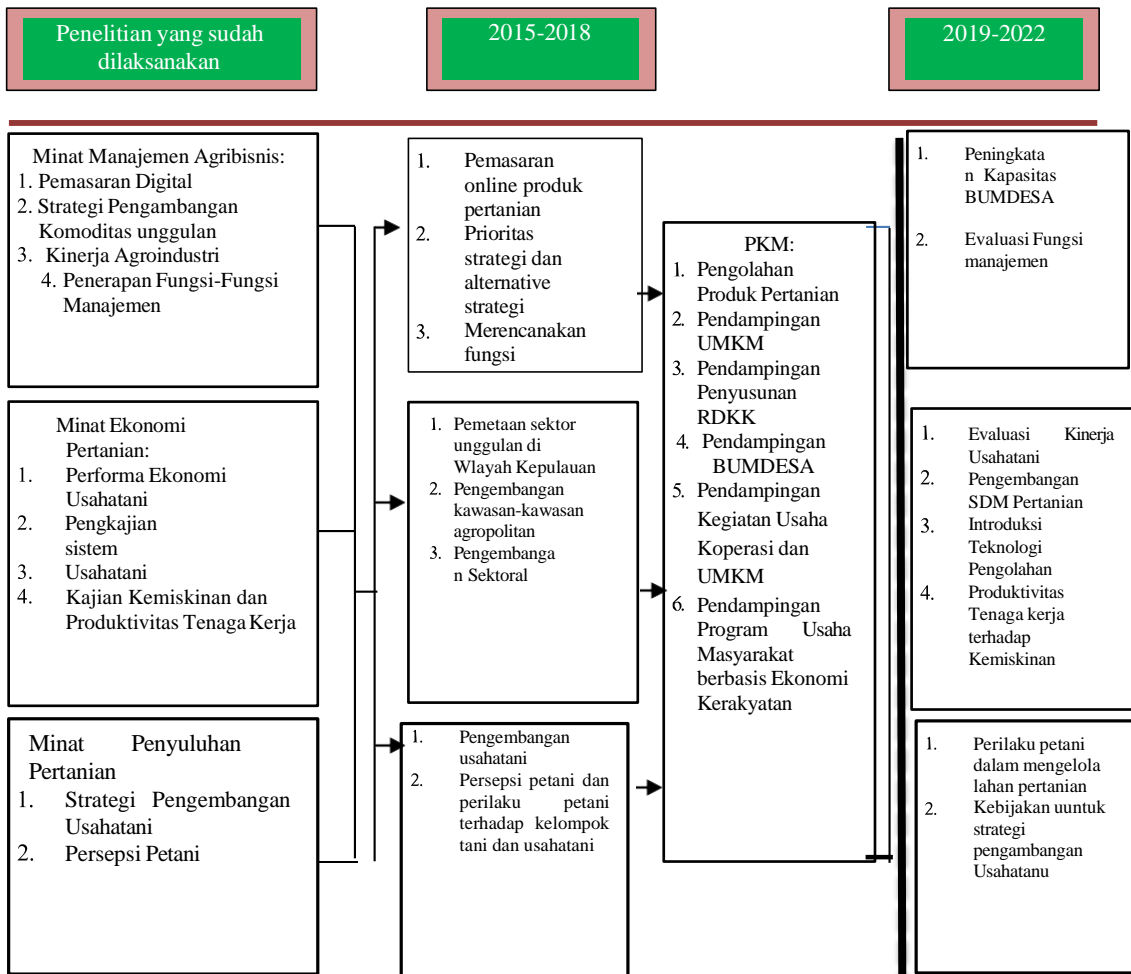 Penelitian yang sudah
dilaksanakan
2015-2018
2019-2022
Minat Manajemen Agribisnis:
1. Pemasaran Digital
2. Strategi Pengambangan
Komoditas unggulan
3. Kinerja Agroindustri
4. Penerapan Fungsi-Fungsi
Manajemen
Minat Ekonomi
Pertanian:
1. Performa Ekonomi
Usahatani
2. Pengkajian
sistem
3. Usahatani
4. Kajian Kemiskinan dan
Produktivitas Tenaga Kerja
Minat Penyuluhan
Pertanian
1. Strategi Pengembangan
Usahatani
2. Persepsi Petani
1. Pemasaran
online produk
pertanian
2. Prioritas
strategi dan
alternative
strategi
3. Merencanakan
fungsi
1. Pemetaan sektor
unggulan di
Wlayah Kepulauan
2. Pengembangan
kawasan-kawasan
agropolitan
3. Pengembanga
n Sektoral
1. Pengembangan
usahatani
2. Persepsi petani dan
perilaku petani
terhadap kelompok
tani dan usahatani
PKM:
1. Pengolahan
Produk Pertanian
2. Pendampingan
UMKM
3. Pendampingan
Penyusunan
RDKK
4. Pendampingan
BUMDESA
5. Pendampingan
Kegiatan Usaha
Koperasi dan
UMKM
6. Pendampingan
Program Usaha
Masyarakat
berbasis Ekonomi
Kerakyatan
1. Peningkata
n Kapasitas
BUMDESA
2. Evaluasi Fungsi
manajemen
1. Evaluasi Kinerja
Usahatani
2. Pengembangan
SDM Pertanian
3. Introduksi
Teknologi
Pengolahan
4. Produktivitas
Tenaga kerja
terhadap
Kemiskinan
1. Perilaku petani
dalam mengelola
lahan pertanian
2. Kebijakan uuntuk
strategi
pengambangan
Usahatanu